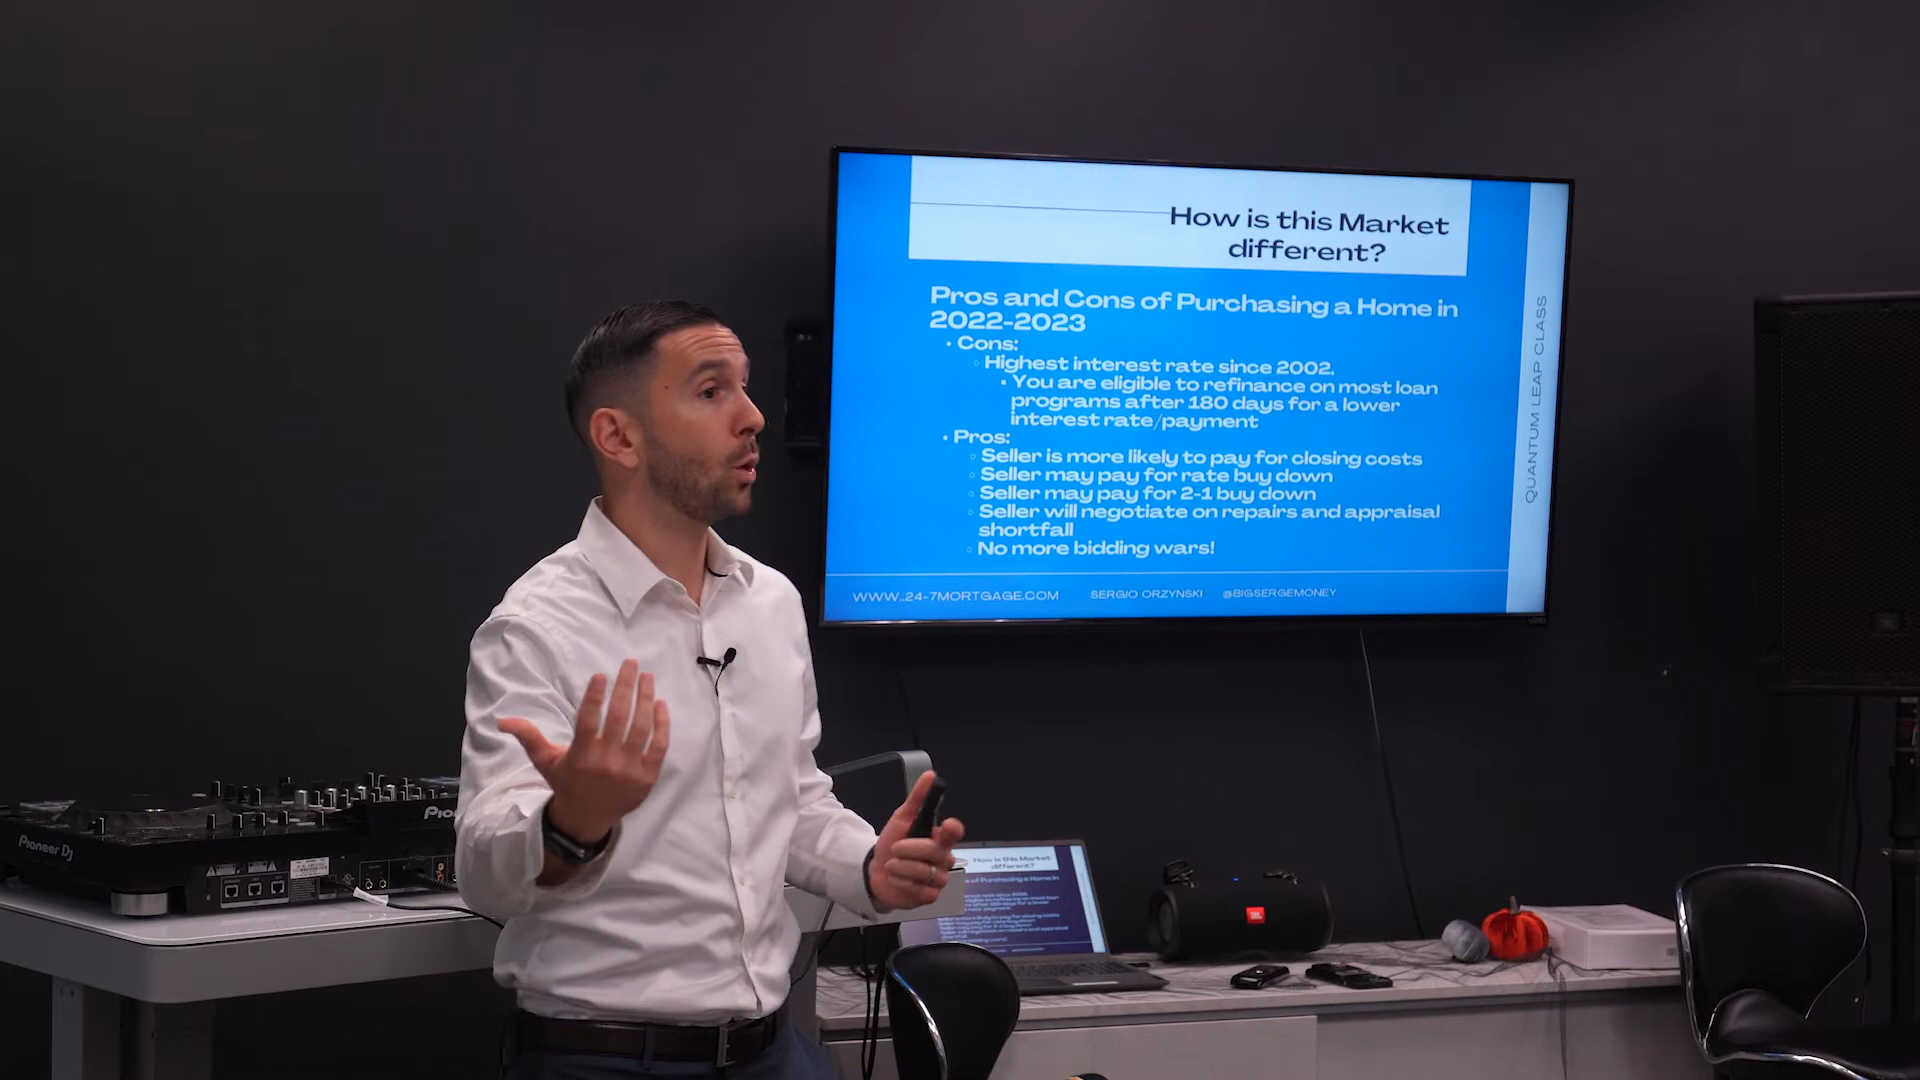 How is this Market
different?
Pros and Cons of Purchasing a Home in
2022-2023
• Cons:
◦ Highest interest rate since 2002.
▪ You are eligible to refinance on most loan
programs after 180 days for a lower
interest rate/payment
• Pros:
◦ Seller is more likely to pay for closing costs
◦ Seller may pay for rate buy down
◦ Seller may pay for 2-1 buy down
◦ Seller will negotiate on repairs and appraisal
shortfall
◦ No more bidding wars!
WWW..24-7MORTGAGE.COM SERGIO ORZYNSKI @BIGSERGEMONEY
QUANTUM LEAP CLASS
Pioneer DJ
Pio
How is this Market
different?
JBL